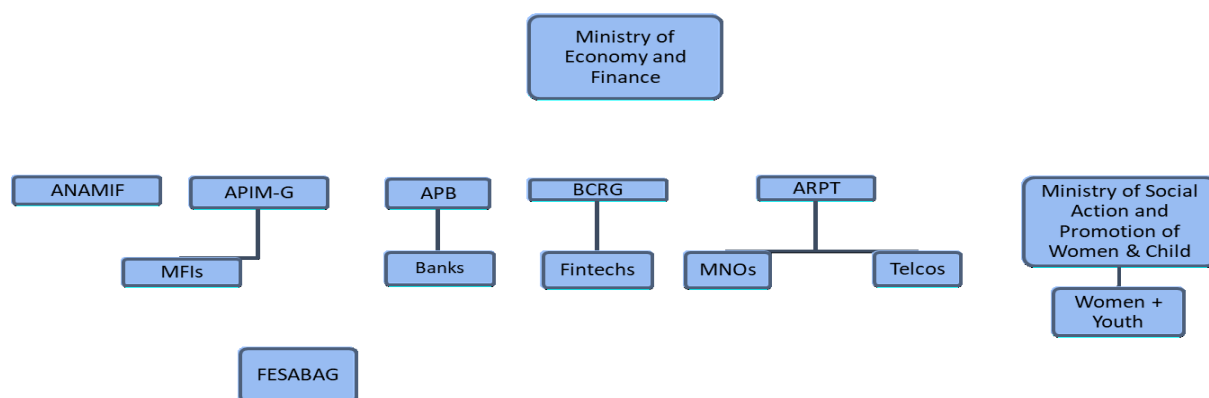 Ministry of
Economy and
Finance
ANAMIF
APIM-G
APB
BCRG
ARPT
Ministry of Social
Action and
Promotion of
Women & Child
MFIs
Banks
Fintechs
MNOs
Telcos
Women +
Youth
FESABAG